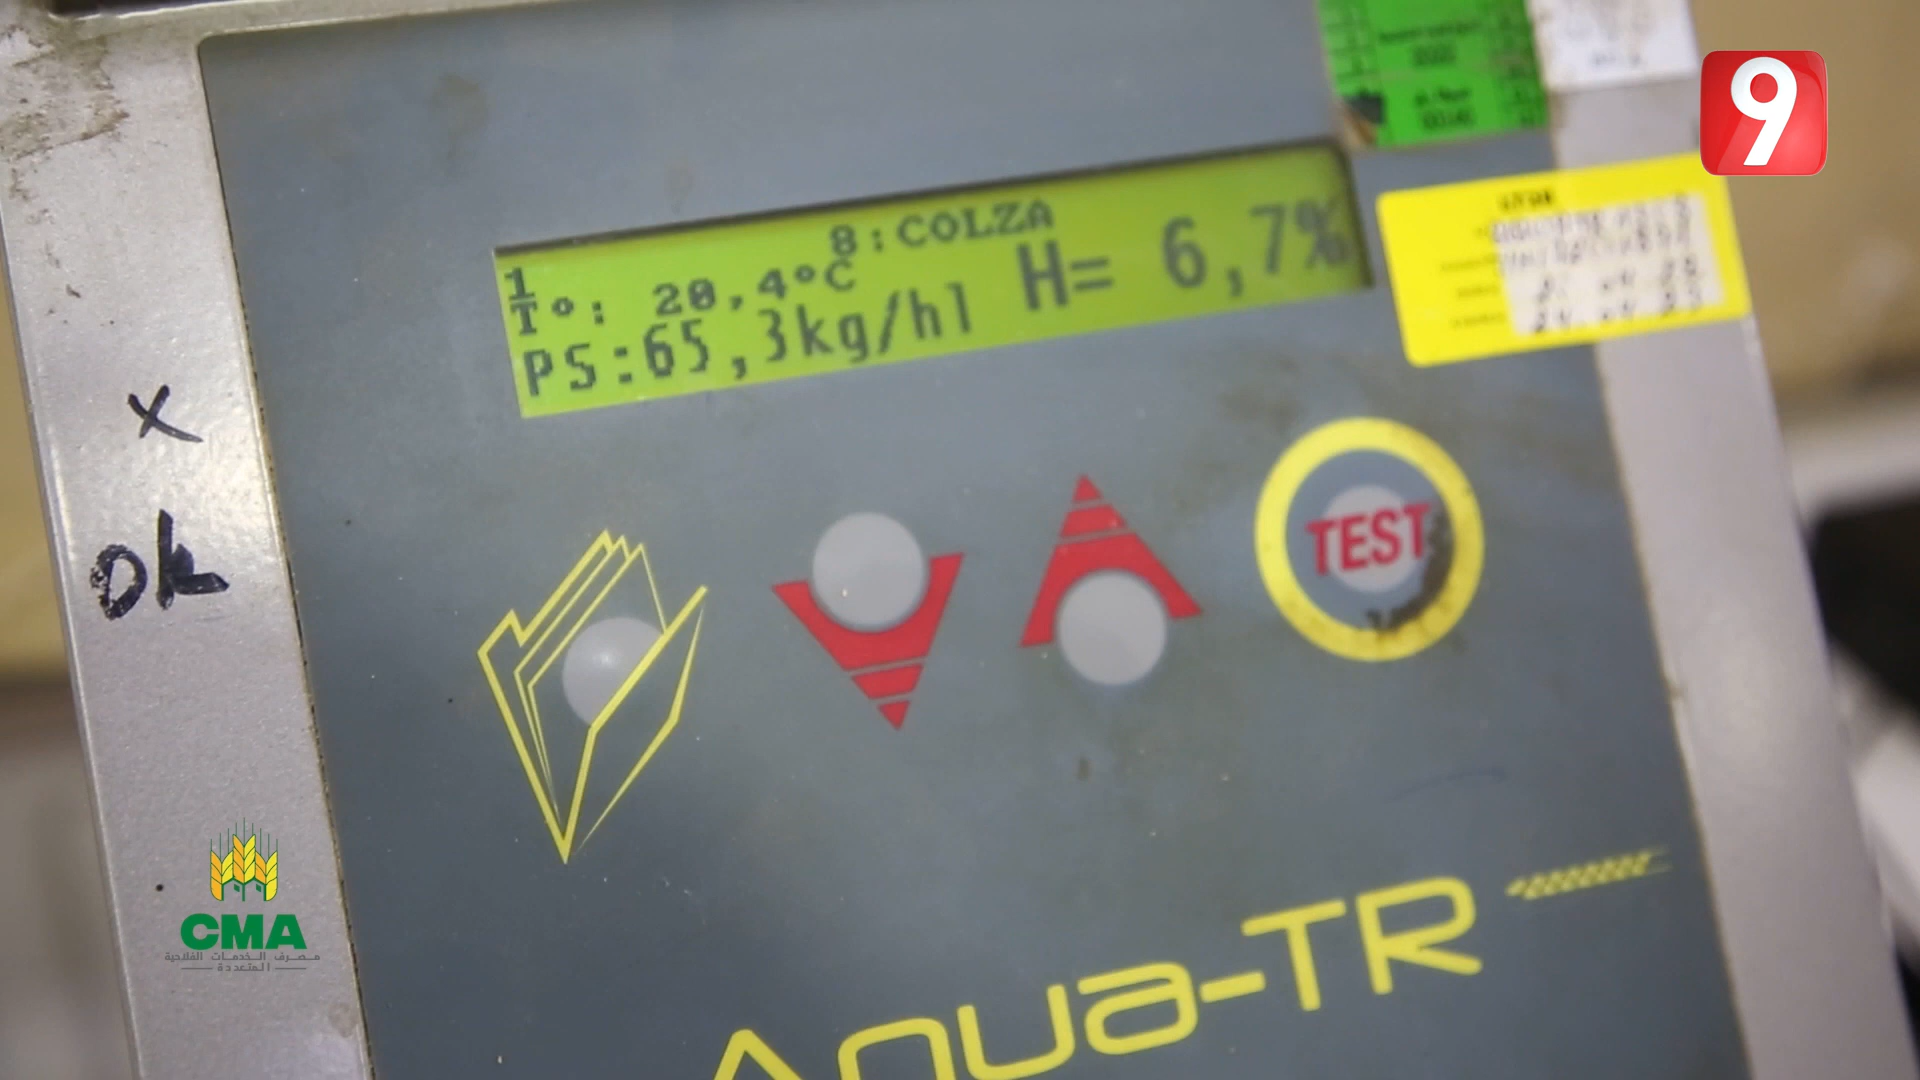 9
8:COLZA
1
T°: 20,4°C
H= 6,7%
PS:65,3kg/hl
X
OK
TEST
Aqua-TR
CMA
مصرف الخدمات الفلاحية
المتعددة